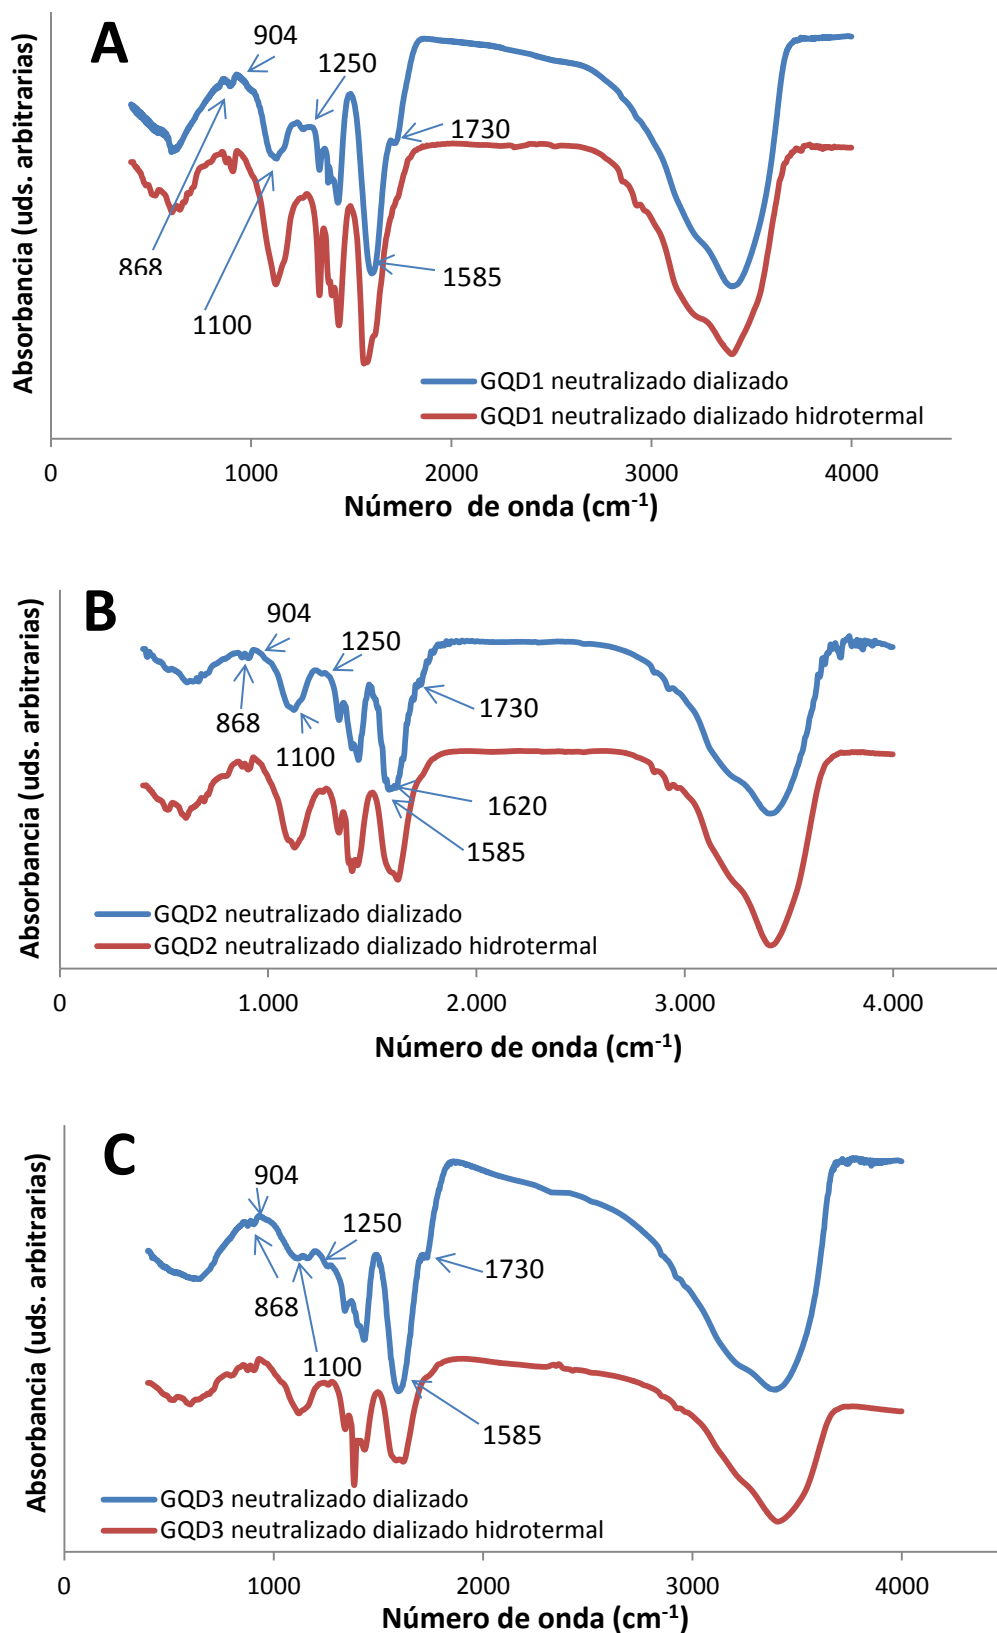 A
Absorbancia (uds. arbitrarias)
904
1250
1730
868
1100
1585
GQD1 neutralizado dializado
GQD1 neutralizado dializado hidrotermal
0
1000
2000
3000
4000
Número de onda (cm-1)
B
Absorbancia (uds. arbitrarias)
904
1250
868
1730
1100
1620
1585
GQD2 neutralizado dializado
GQD2 neutralizado dializado hidrotermal
0
1.000
2.000
3.000
4.000
Número de onda (cm-1)
C
Absorbancia (uds. arbitrarias)
904
1250
1730
868
1100
1585
GQD3 neutralizado dializado
GQD3 neutralizado dializado hidrotermal
0
1000
2000
3000
4000
Número de onda (cm-1)